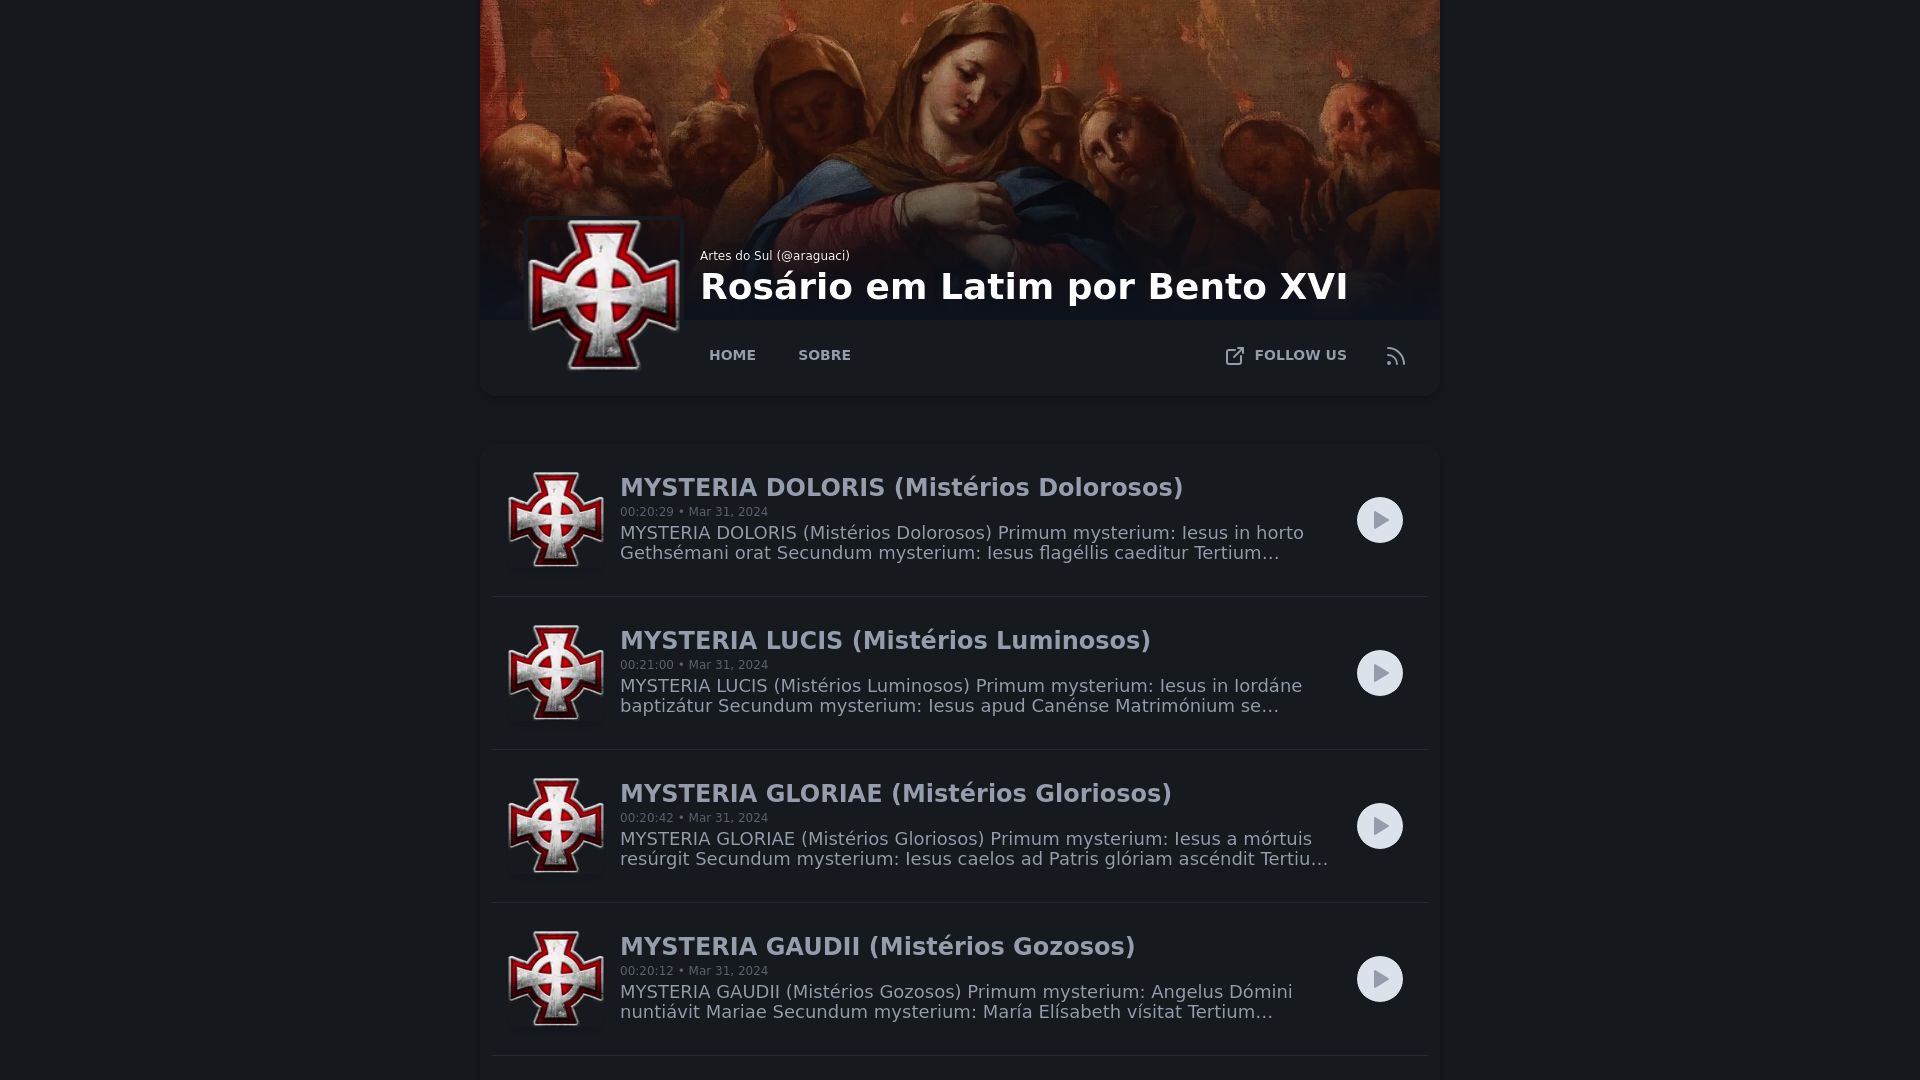 Artes do Sul (@araguaci)
Rosário em Latim por Bento XVI
HOME
SOBRE
FOLLOW US
MYSTERIA DOLORIS (Mistérios Dolorosos)
00:20:29 • Mar 31, 2024
MYSTERIA DOLORIS (Mistérios Dolorosos) Primum mysterium: Iesus in horto
Gethsémani orat Secundum mysterium: Iesus flagéllis caeditur Tertium…
MYSTERIA LUCIS (Mistérios Luminosos)
00:21:00 • Mar 31, 2024
MYSTERIA LUCIS (Mistérios Luminosos) Primum mysterium: Iesus in Iordáne
baptizátur Secundum mysterium: Iesus apud Canénse Matrimónium se…
MYSTERIA GLORIAE (Mistérios Gloriosos)
00:20:42 • Mar 31, 2024
MYSTERIA GLORIAE (Mistérios Gloriosos) Primum mysterium: Iesus a mórtuis
resúrgit Secundum mysterium: Iesus caelos ad Patris glóriam ascéndit Tertiu…
MYSTERIA GAUDII (Mistérios Gozosos)
00:20:12 • Mar 31, 2024
MYSTERIA GAUDII (Mistérios Gozosos) Primum mysterium: Angelus Dómini
nuntiávit Mariae Secundum mysterium: María Elísabeth vísitat Tertium…